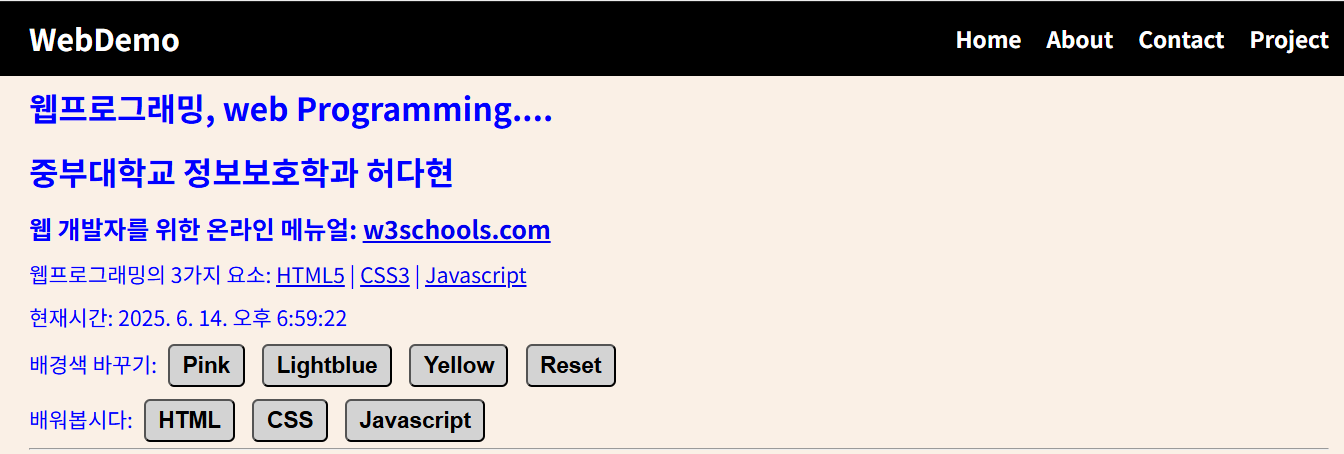 WebDemo Home About Contact Project
웹프로그래밍, web Programming....
중부대학교 정보보호학과 허다현
웹 개발자를 위한 온라인 메뉴얼: w3schools.com
웹프로그래밍의 3가지 요소: HTML5 | CSS3 | Javascript
현재시간: 2025. 6. 14. 오후 6:59:22
배경색 바꾸기: Pink Lightblue Yellow Reset
배워봅시다: HTML CSS Javascript